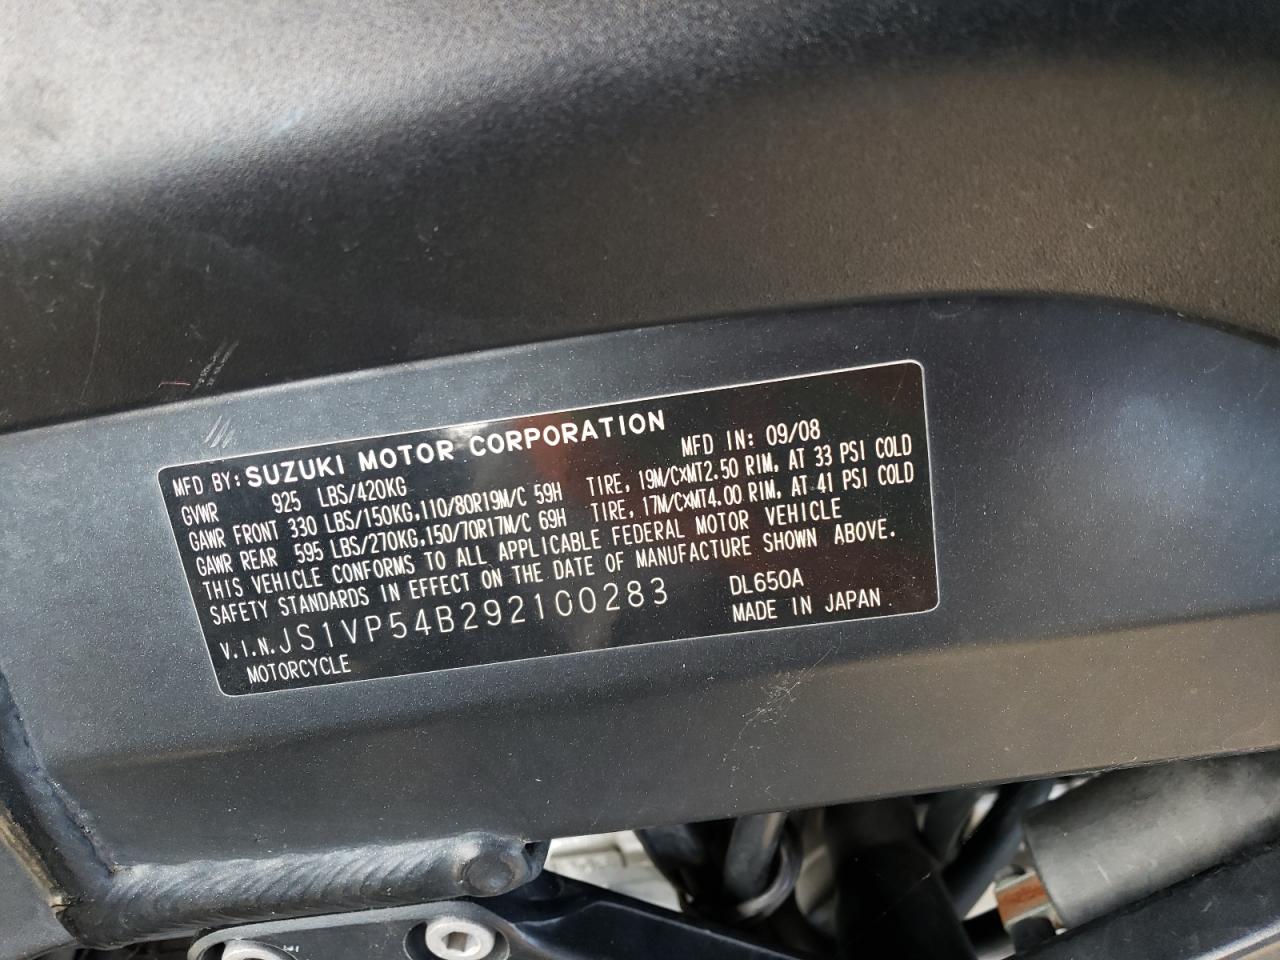 MFD BY: SUZUKI MOTOR CORPORATION
GVWR 925 LBS/420KG MFD IN: 09/08
GAWR FRONT 330 LBS/150KG,110/80R19M/C 59H TIRE, 19M/CxMT2.50 RIM, AT 33 PSI COLD
GAWR REAR 595 LBS/270KG,150/70R17M/C 69H TIRE, 17M/CxMT4.00 RIM, AT 41 PSI COLD
THIS VEHICLE CONFORMS TO ALL APPLICABLE FEDERAL MOTOR VEHICLE
SAFETY STANDARDS IN EFFECT ON THE DATE OF MANUFACTURE SHOWN ABOVE.
V.I.N. JS1VP54B292100283 DL650A
MOTORCYCLE MADE IN JAPAN